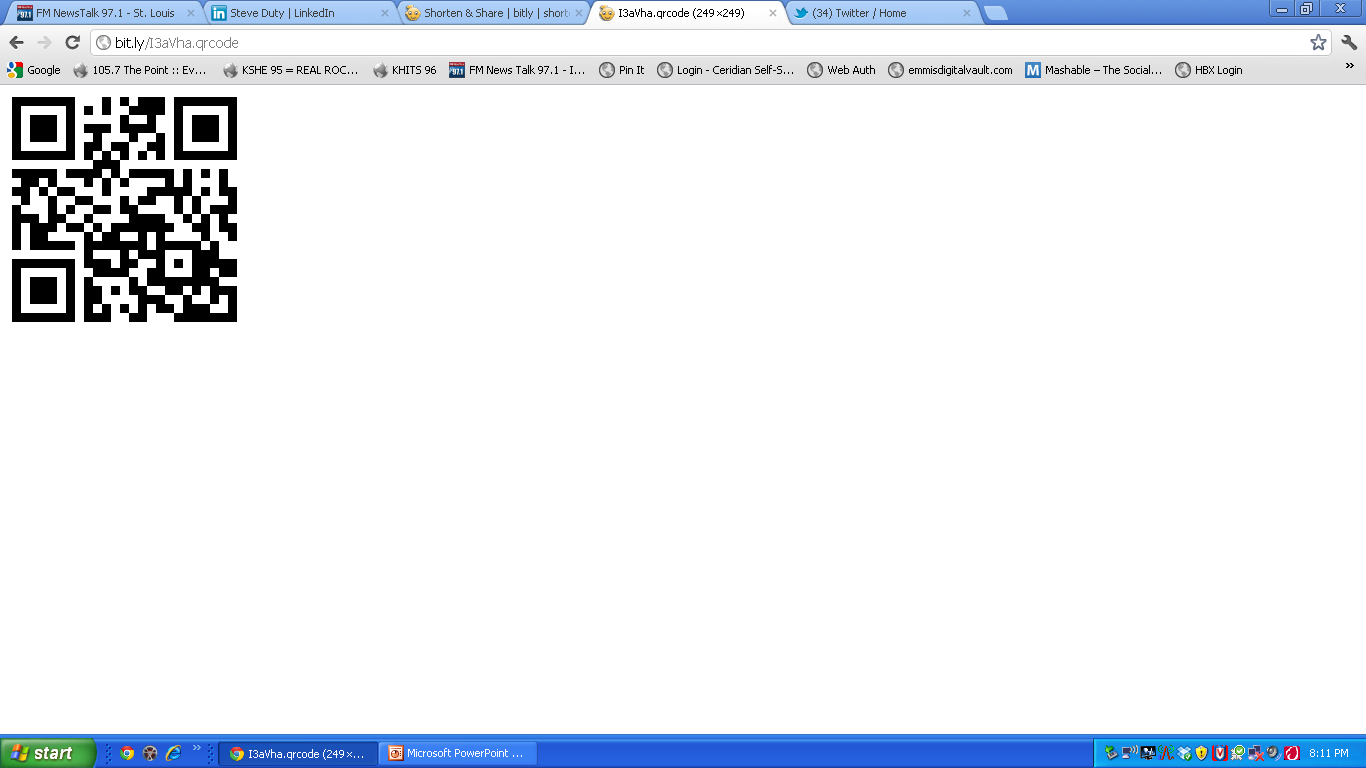 FM NewsTalk 97.1 - St. Louis
Steve Duty | LinkedIn
Shorten & Share | bitly | short
I3aVha.qrcode (249×249)
(34) Twitter / Home
bit.ly/I3aVha.qrcode
Google
105.7 The Point :: Ev...
KSHE 95 = REAL ROC...
KHITS 96
97.1
FM News Talk 97.1 - I...
Pin It
Login - Ceridian Self-S...
Web Auth
emmisdigitalvault.com
M
Mashable – The Social...
HBX Login
start
I3aVha.qrcode (249×...
Microsoft PowerPoint ...
8:11 PM